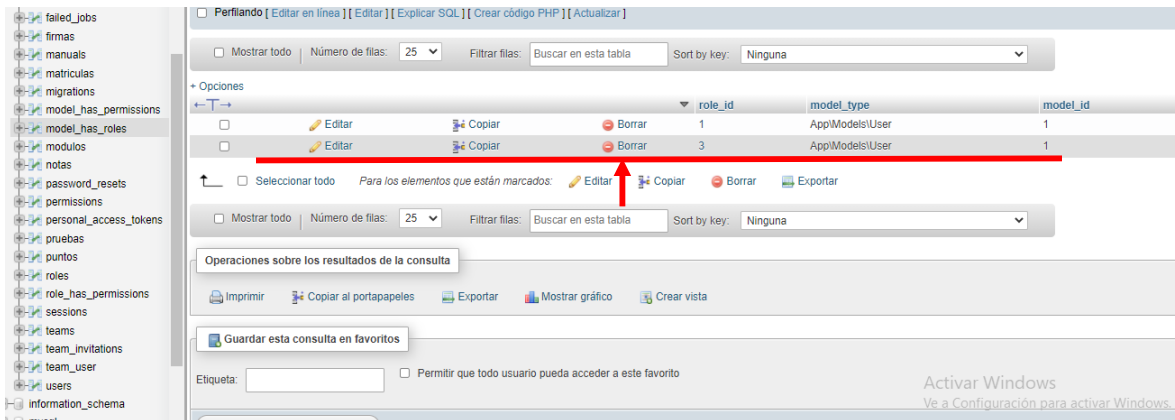 failed_jobs
firmas
manuals
matriculas
migrations
model_has_permissions
model_has_roles
modulos
notas
password_resets
permissions
personal_access_tokens
pruebas
puntos
roles
role_has_permissions
sessions
teams
team_invitations
team_user
users
information_schema
Perfilando [ Editar en línea ] [ Editar ] [ Explicar SQL ] [ Crear código PHP ] [ Actualizar ]
Mostrar todo | Número de filas: 25 Filtrar filas: Buscar en esta tabla Sort by key: Ninguna
+ Opciones
←T→ role_id model_type model_id
Editar Copiar Borrar 1 App\Models\User 1
Editar Copiar Borrar 3 App\Models\User 1
Seleccionar todo Para los elementos que están marcados: Editar Copiar Borrar Exportar
Mostrar todo | Número de filas: 25 Filtrar filas: Buscar en esta tabla Sort by key: Ninguna
Operaciones sobre los resultados de la consulta
Imprimir Copiar al portapapeles Exportar Mostrar gráfico Crear vista
Guardar esta consulta en favoritos
Etiqueta: Permitir que todo usuario pueda acceder a este favorito
Activar Windows
Ve a Configuración para activar Windows.